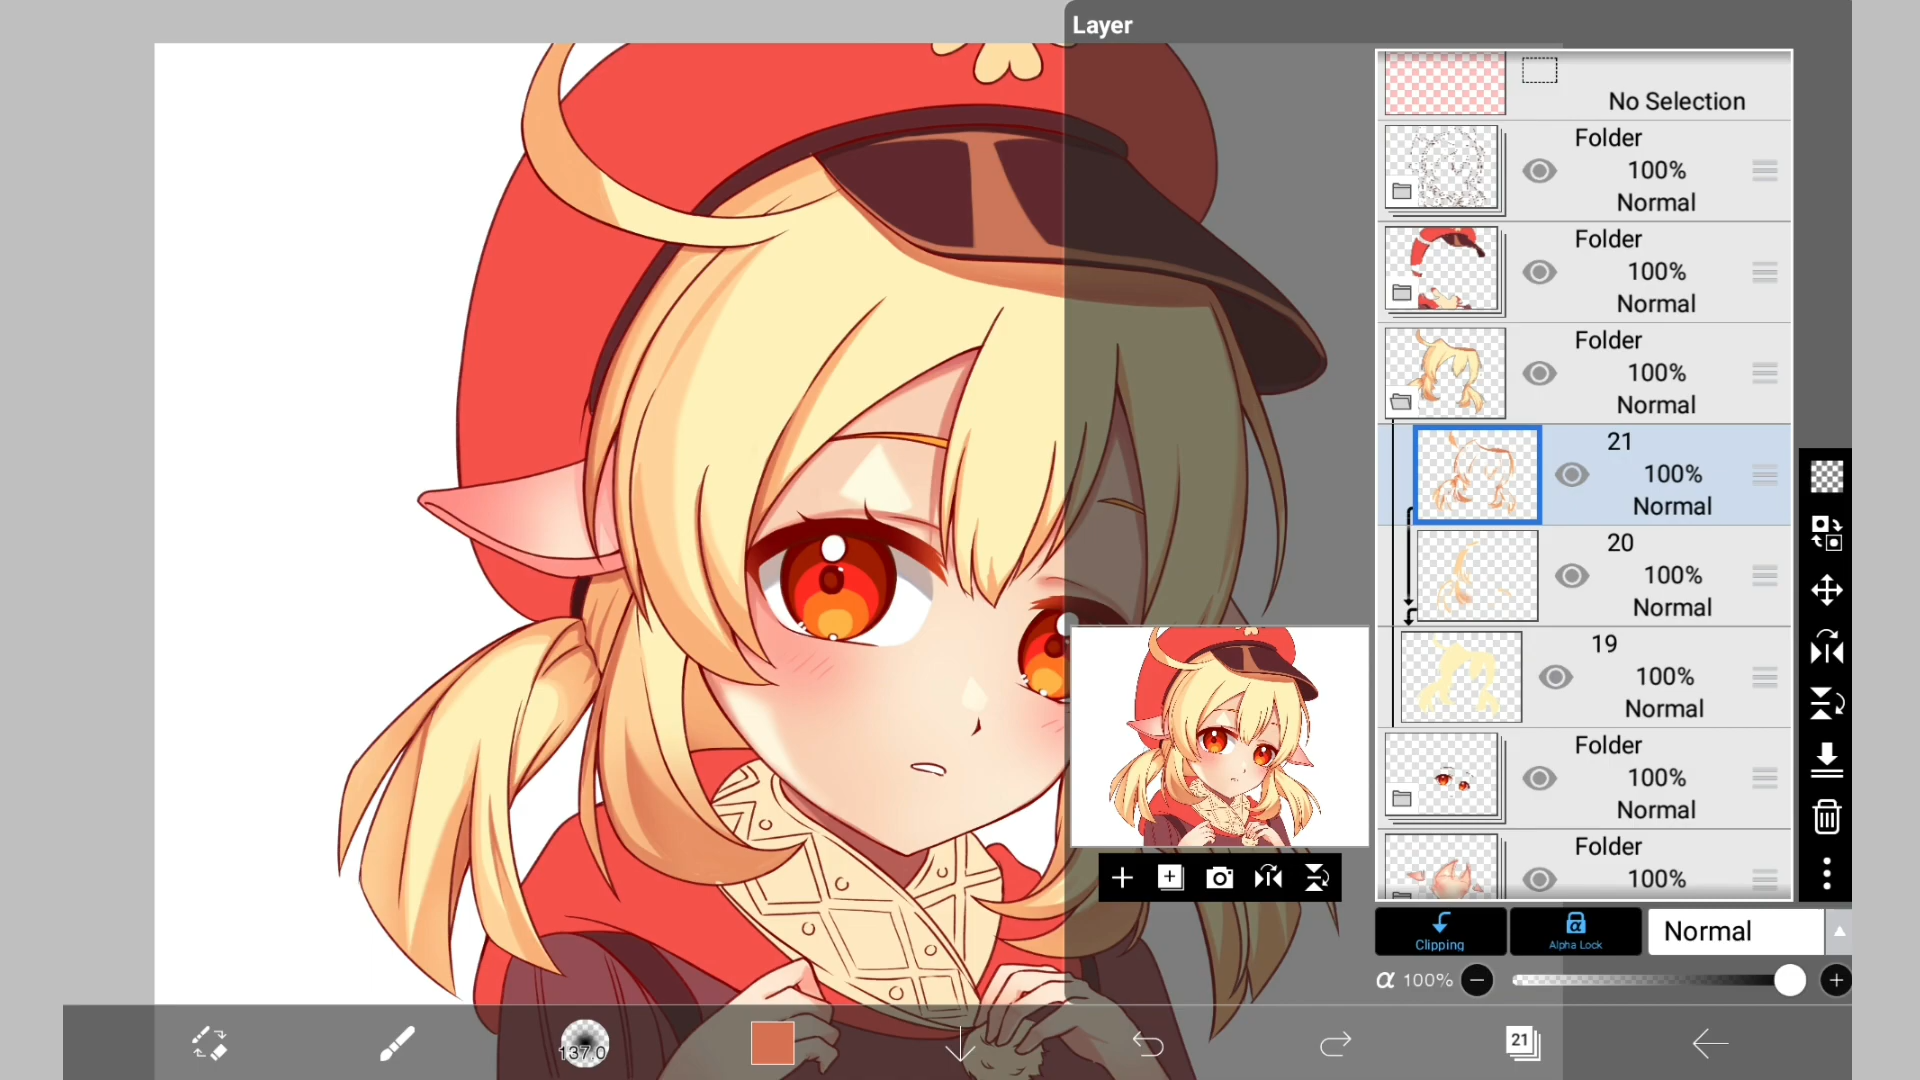 Layer
No Selection
Folder
100%
Normal
Folder
100%
Normal
Folder
100%
Normal
21
100%
Normal
20
100%
Normal
19
100%
Normal
Folder
100%
Normal
Folder
100%
Clipping
α
Alpha Lock
Normal
α 100%
137.0
21